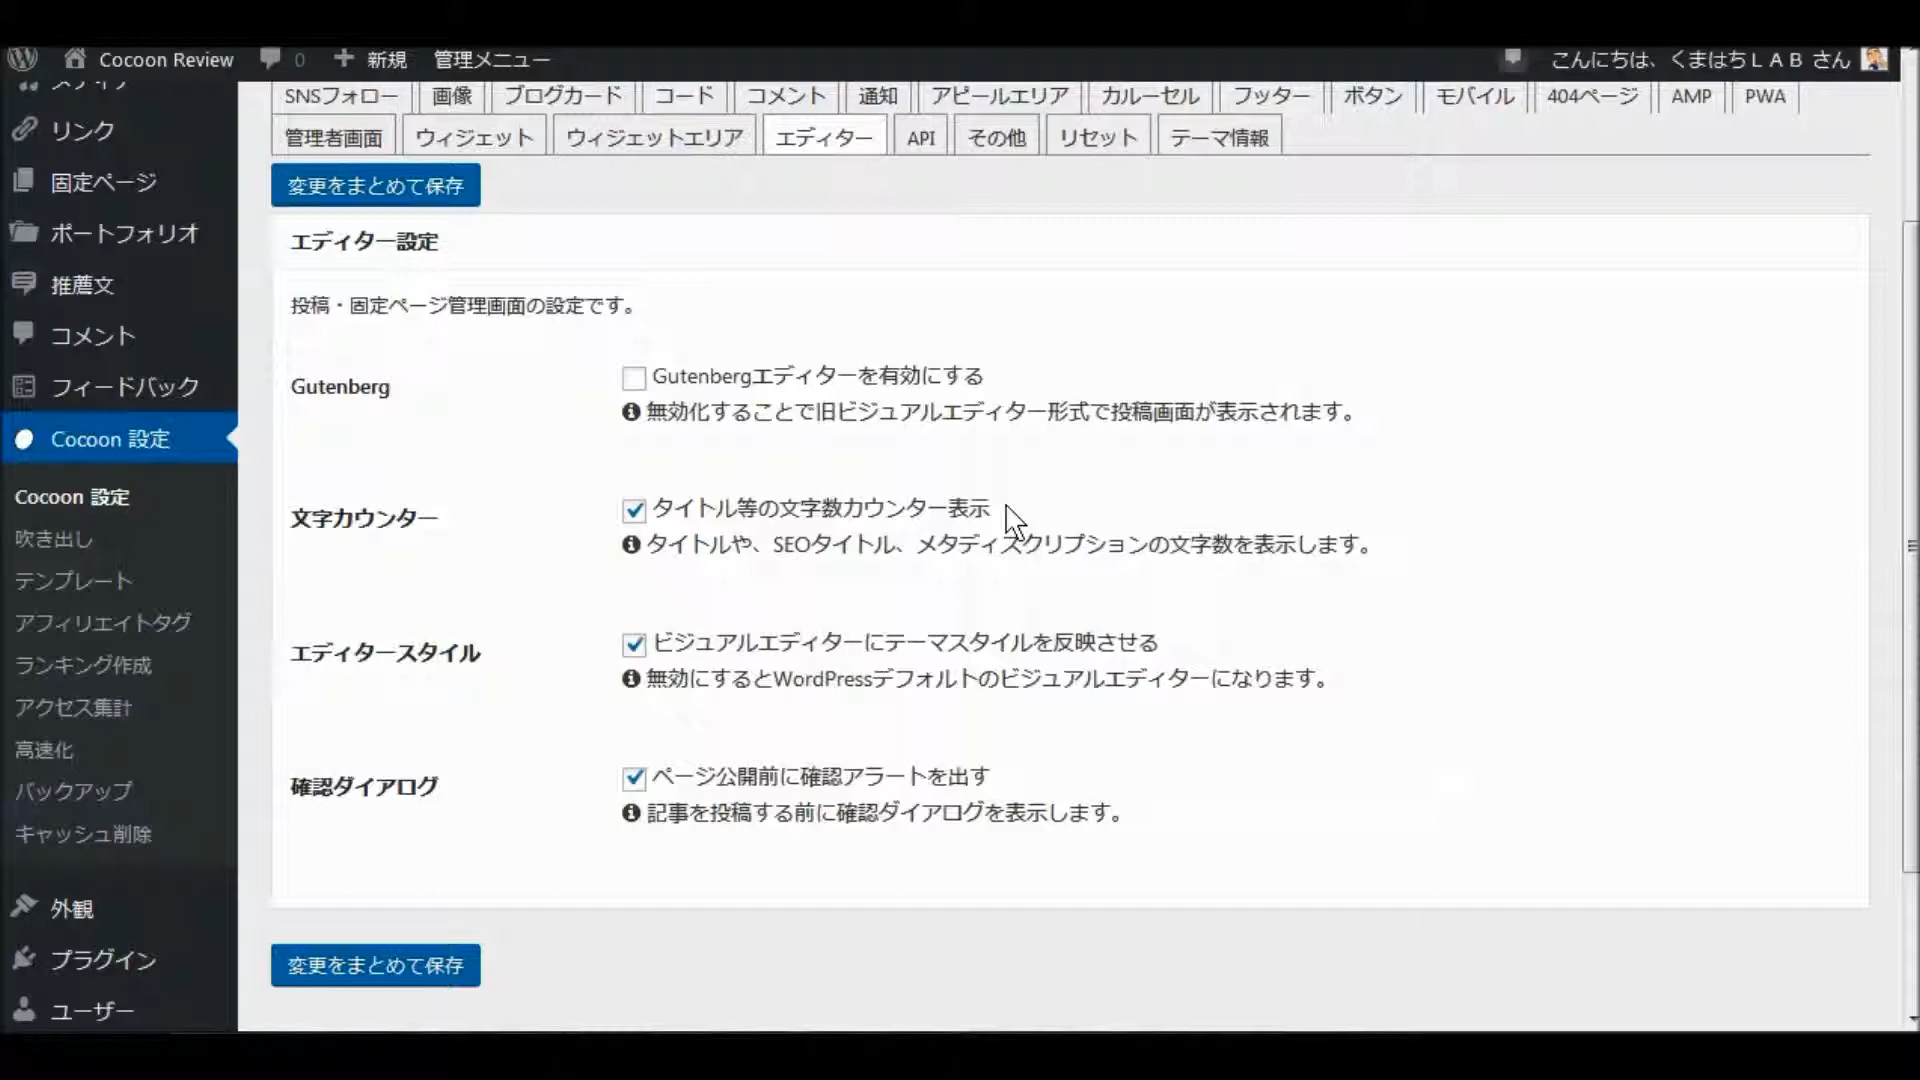 Cocoon Review 0 新規 管理メニュー こんにちは、くまはちＬＡＢ さん
メディア
リンク
固定ページ
ポートフォリオ
推薦文
コメント
フィードバック
Cocoon 設定
Cocoon 設定
吹き出し
テンプレート
アフィリエイトタグ
ランキング作成
アクセス集計
高速化
バックアップ
キャッシュ削除
外観
プラグイン
ユーザー
SNSフォロー 画像 ブログカード コード コメント 通知 アピールエリア カルーセル フッター ボタン モバイル 404ページ AMP PWA
管理者画面 ウィジェット ウィジェットエリア エディター API その他 リセット テーマ情報
変更をまとめて保存
エディター設定
投稿・固定ページ管理画面の設定です。
Gutenberg
Gutenbergエディターを有効にする
無効化することで旧ビジュアルエディター形式で投稿画面が表示されます。
文字カウンター
タイトル等の文字数カウンター表示
タイトルや、SEOタイトル、メタディスクリプションの文字数を表示します。
エディタースタイル
ビジュアルエディターにテーマスタイルを反映させる
無効にするとWordPressデフォルトのビジュアルエディターになります。
確認ダイアログ
ページ公開前に確認アラートを出す
記事を投稿する前に確認ダイアログを表示します。
変更をまとめて保存